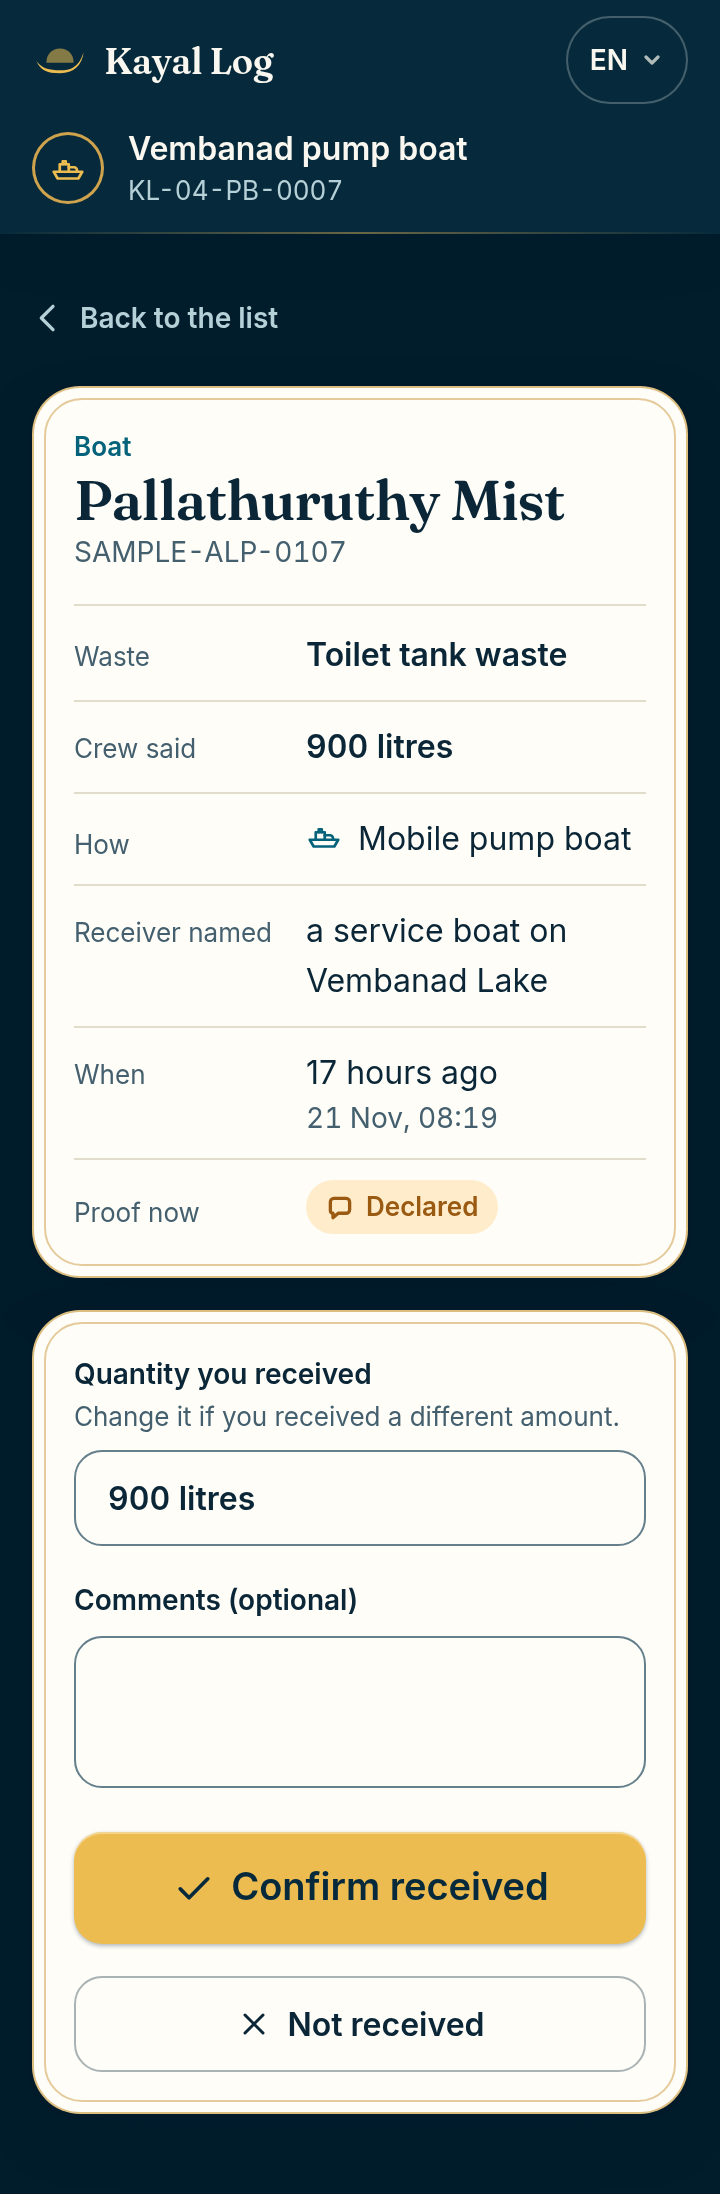 Kayal Log
EN
Vembanad pump boat
KL-04-PB-0007
Back to the list
Boat
Pallathuruthy Mist
SAMPLE-ALP-0107
Waste
Toilet tank waste
Crew said
900 litres
How
Mobile pump boat
Receiver named
a service boat on
Vembanad Lake
When
17 hours ago
21 Nov, 08:19
Proof now
Declared
Quantity you received
Change it if you received a different amount.
900 litres
Comments (optional)
Confirm received
Not received